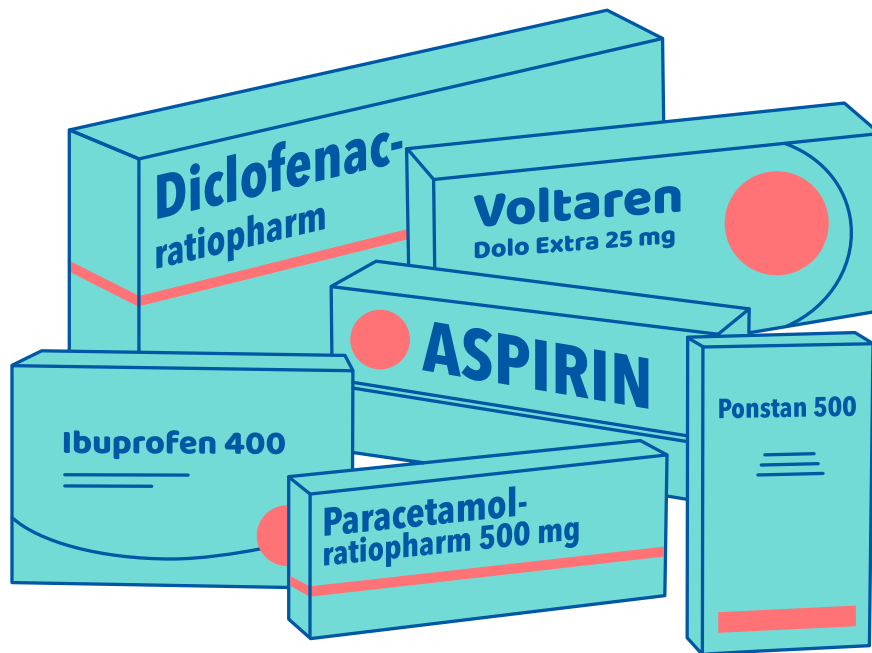 Diclofenac-
ratiopharm
Voltaren
Dolo Extra 25 mg
ASPIRIN
Ponstan 500
Ibuprofen 400
Paracetamol-
ratiopharm 500 mg